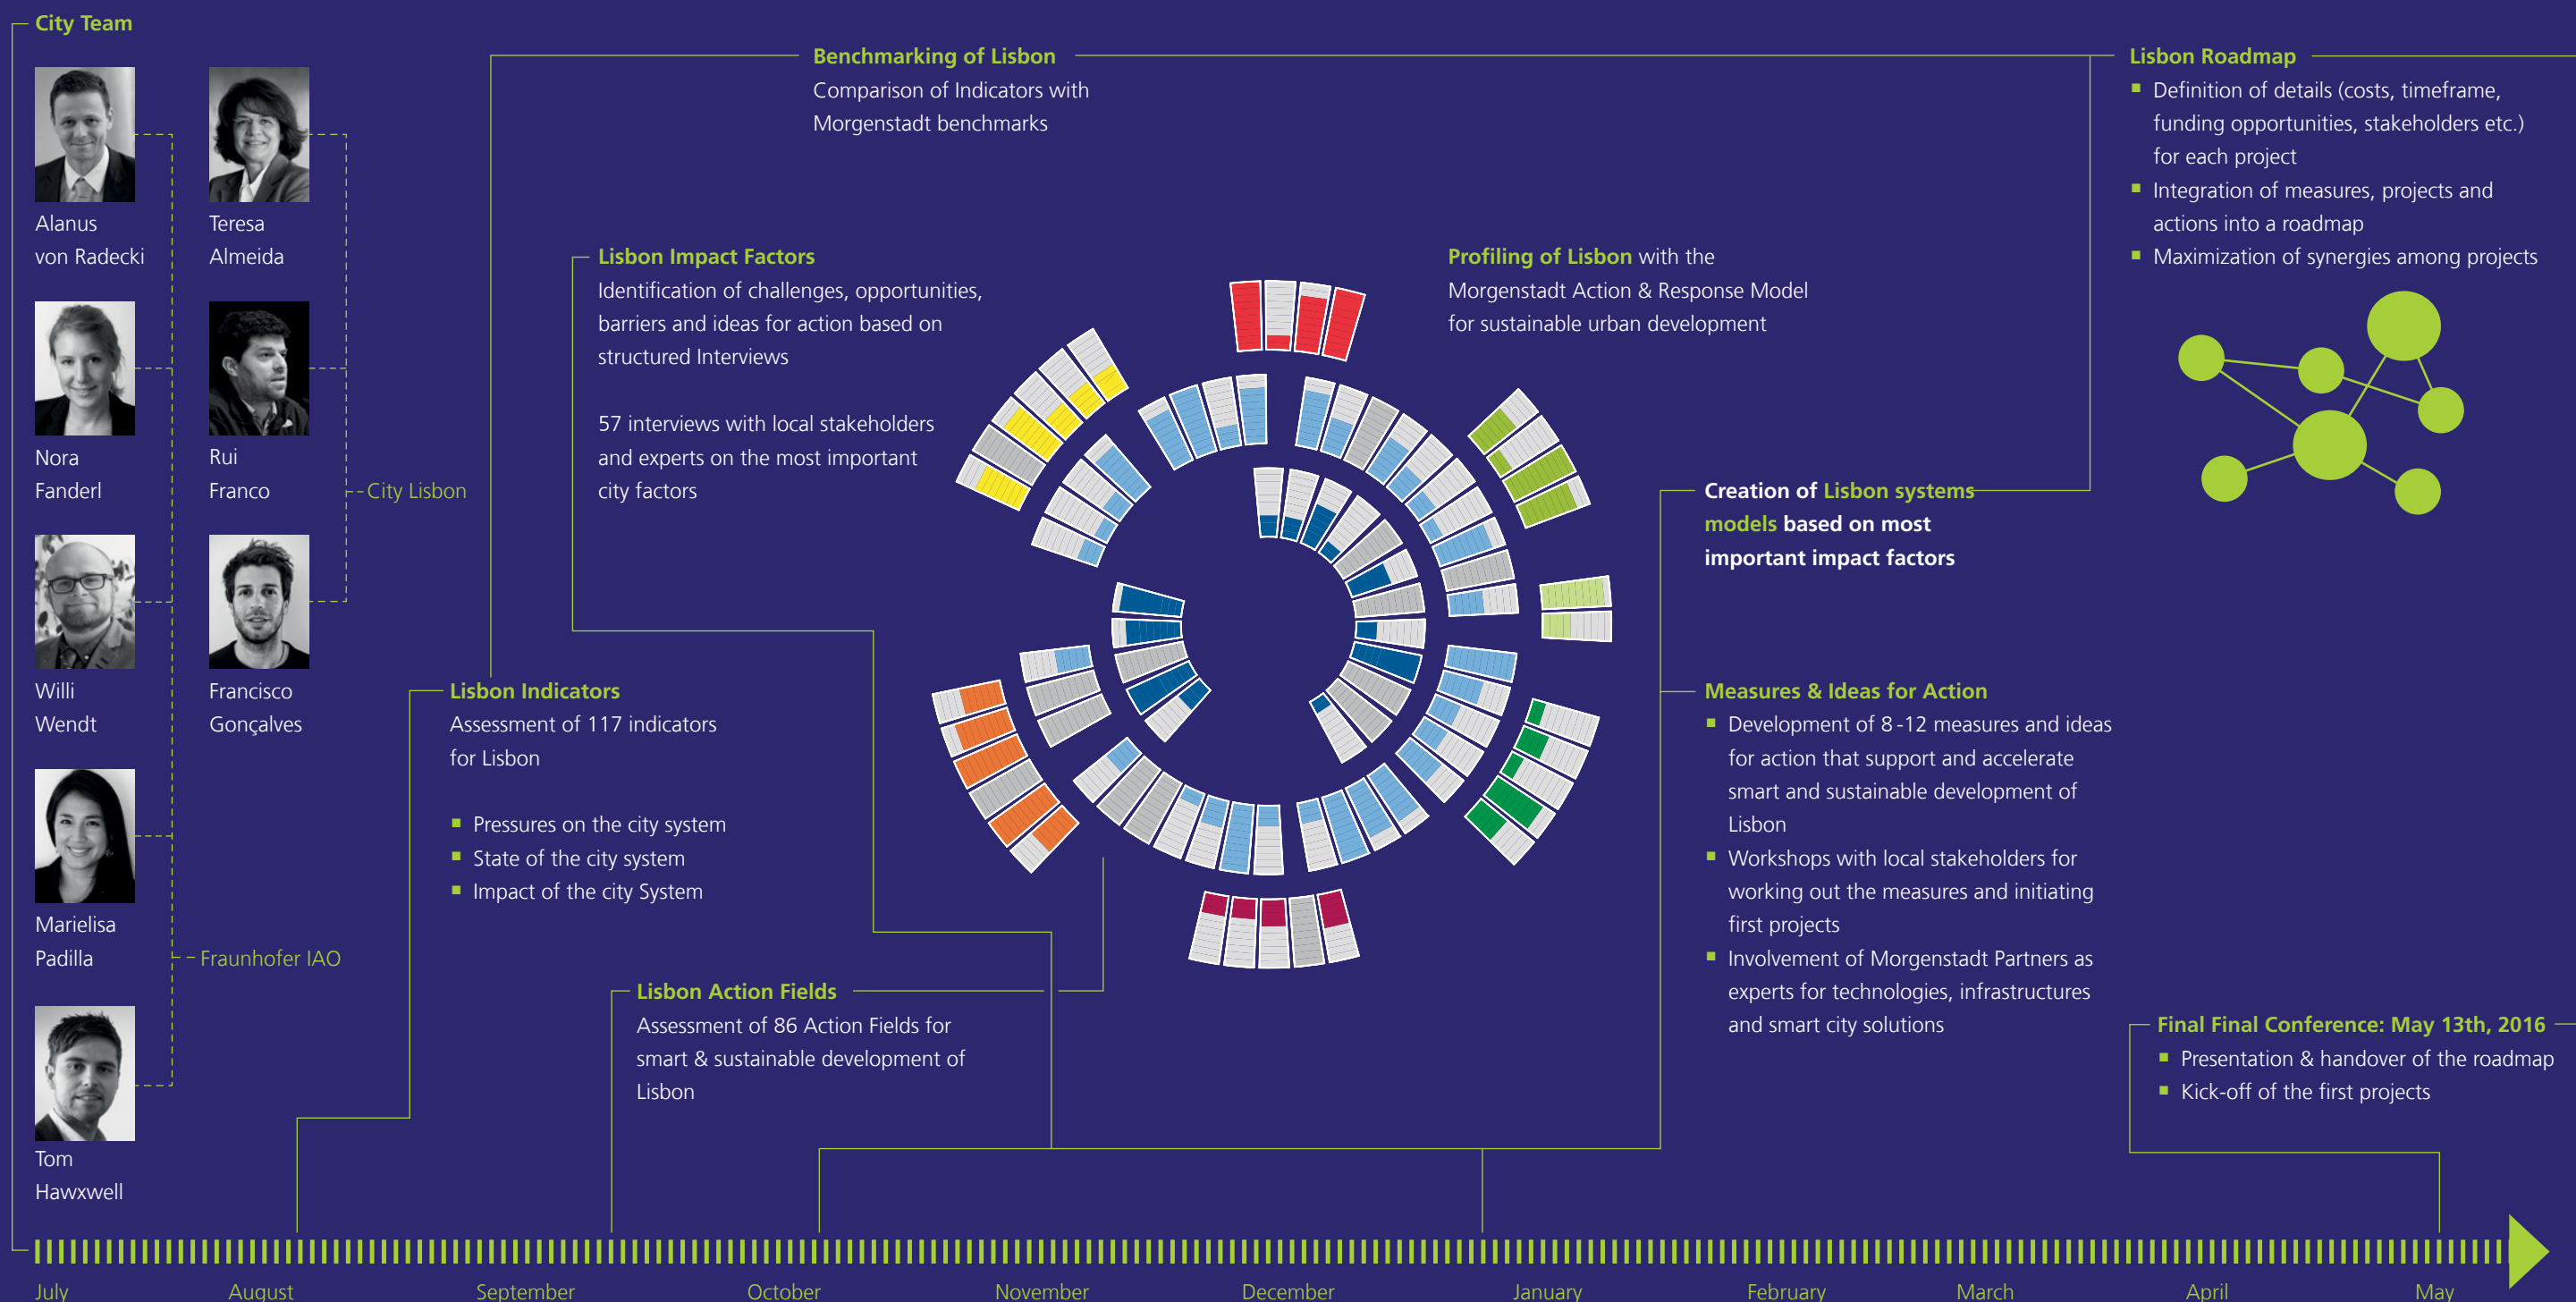 City Team
Alanus
von Radecki
Teresa
Almeida
Nora
Fanderl
Rui
Franco
City Lisbon
Willi
Wendt
Francisco
Gonçalves
Marielisa
Padilla
Fraunhofer IAO
Tom
Hawxwell
Benchmarking of Lisbon
Comparison of Indicators with
Morgenstadt benchmarks
Lisbon Impact Factors
Identification of challenges, opportunities,
barriers and ideas for action based on
structured Interviews
57 interviews with local stakeholders
and experts on the most important
city factors
Lisbon Indicators
Assessment of 117 indicators
for Lisbon
Pressures on the city system
State of the city system
Impact of the city System
Lisbon Action Fields
Assessment of 86 Action Fields for
smart & sustainable development of
Lisbon
Profiling of Lisbon with the
Morgenstadt Action & Response Model
for sustainable urban development
Creation of Lisbon systems
models based on most
important impact factors
Measures & Ideas for Action
Development of 8-12 measures and ideas
for action that support and accelerate
smart and sustainable development of
Lisbon
Workshops with local stakeholders for
working out the measures and initiating
first projects
Involvement of Morgenstadt Partners as
experts for technologies, infrastructures
and smart city solutions
Lisbon Roadmap
Definition of details (costs, timeframe,
funding opportunities, stakeholders etc.)
for each project
Integration of measures, projects and
actions into a roadmap
Maximization of synergies among projects
Final Final Conference: May 13th, 2016
Presentation & handover of the roadmap
Kick-off of the first projects
July August September October November December January February March April May